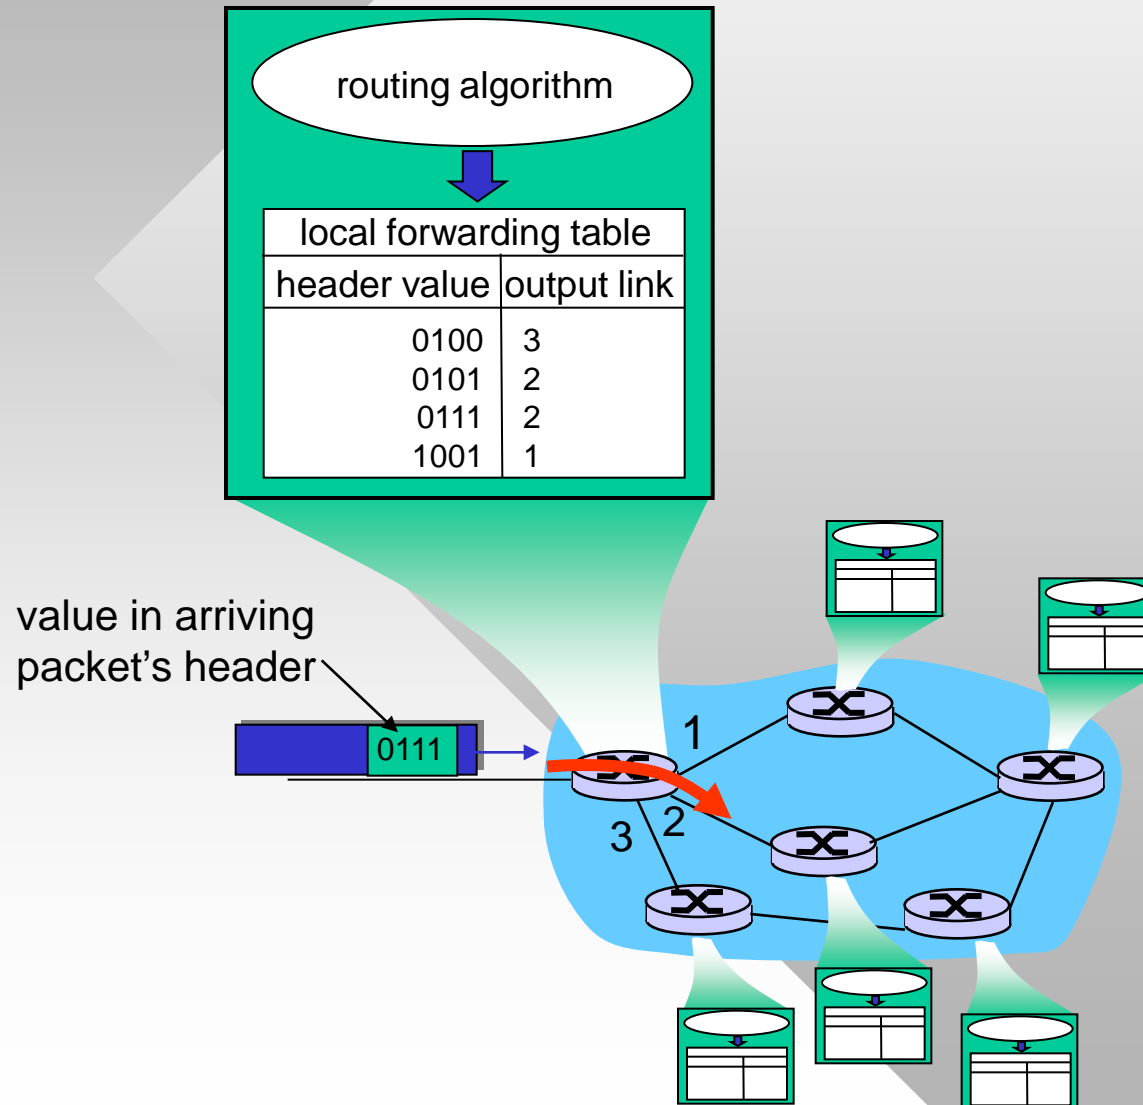 routing algorithm
local forwarding table
header value output link
0100 3
0101 2
0111 2
1001 1
value in arriving
packet's header
0111
1
2
3